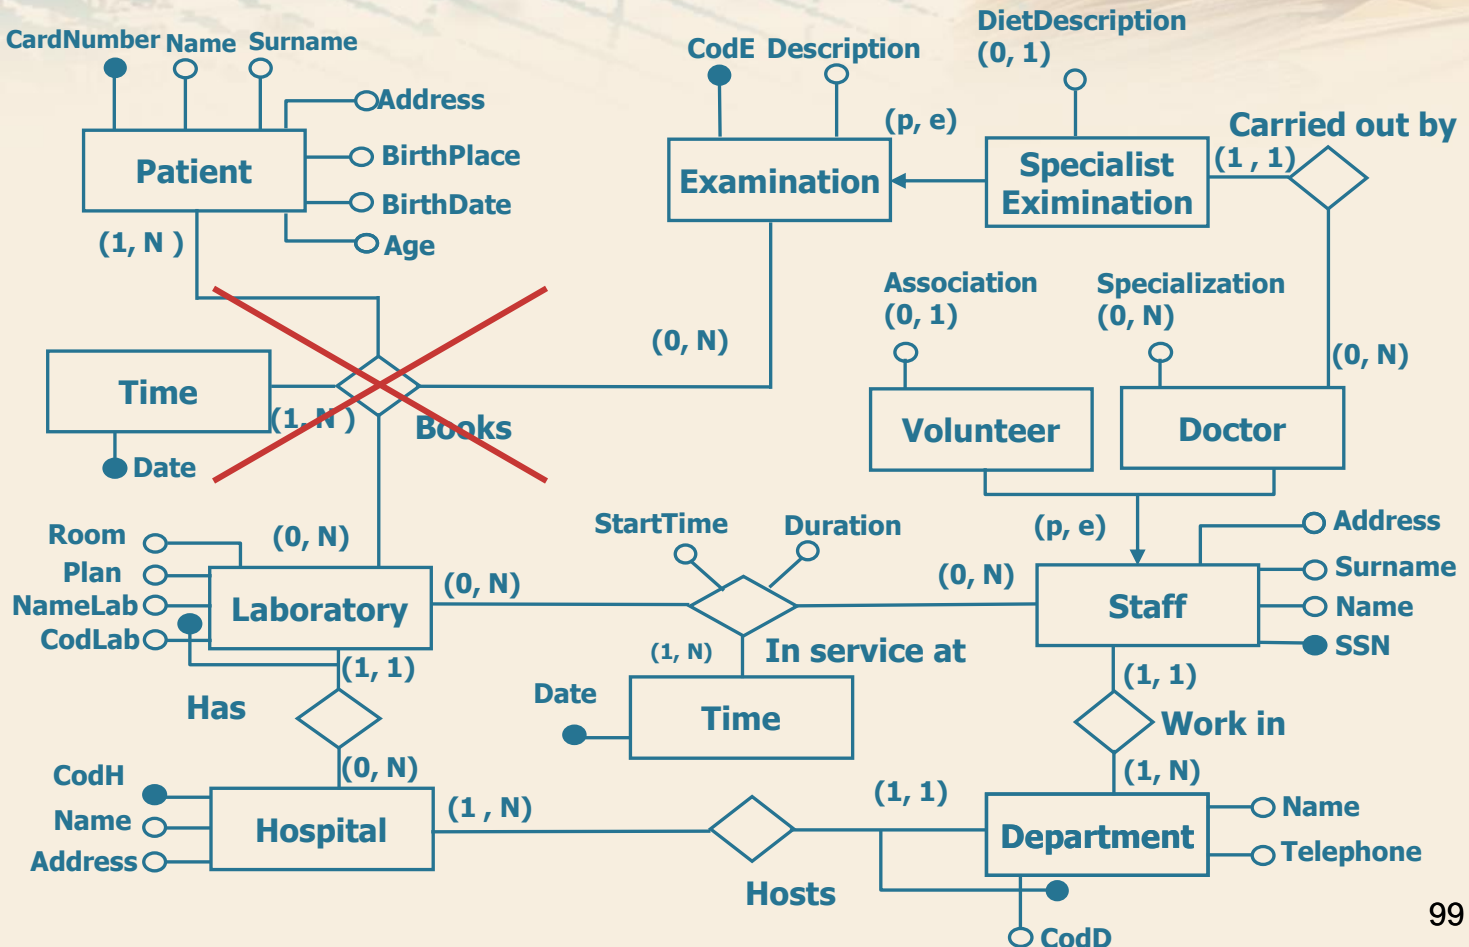 CardNumber Name Surname
Address
BirthPlace
BirthDate
Age
Patient
(1, N )
CodE Description
Examination
(p, e)
DietDescription
(0, 1)
Specialist
Eximination
Carried out by
(1 , 1)
(0, N)
Association
(0, 1)
Specialization
(0, N)
(0, N)
Time
(1, N )
Books
Date
Volunteer
Doctor
Room
Plan
NameLab
CodLab
(0, N)
Laboratory
(0, N)
StartTime
Duration
(p, e)
(0, N)
Address
Surname
Name
SSN
Staff
(1, 1)
Has
(1, N)
In service at
Date
Time
(1, 1)
Work in
(0, N)
(1, N)
CodH
Name
Address
Hospital
(1 , N)
(1, 1)
Hosts
Department
Name
Telephone
CodD
99